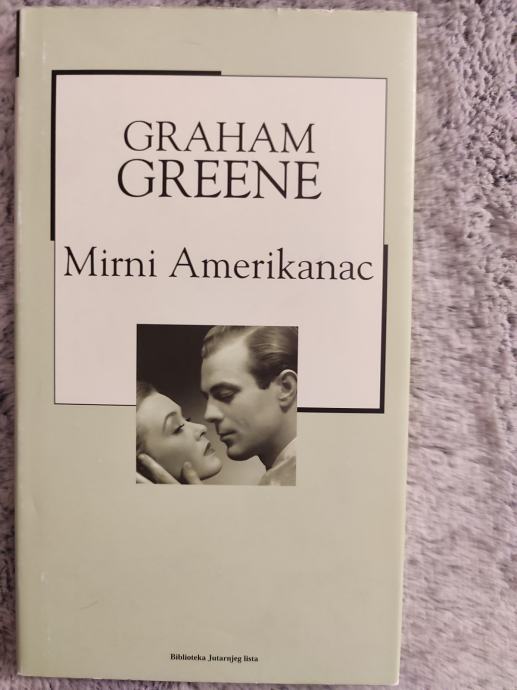 GRAHAM
GREENE
Mirni Amerikanac
Biblioteka Jutarnjeg lista